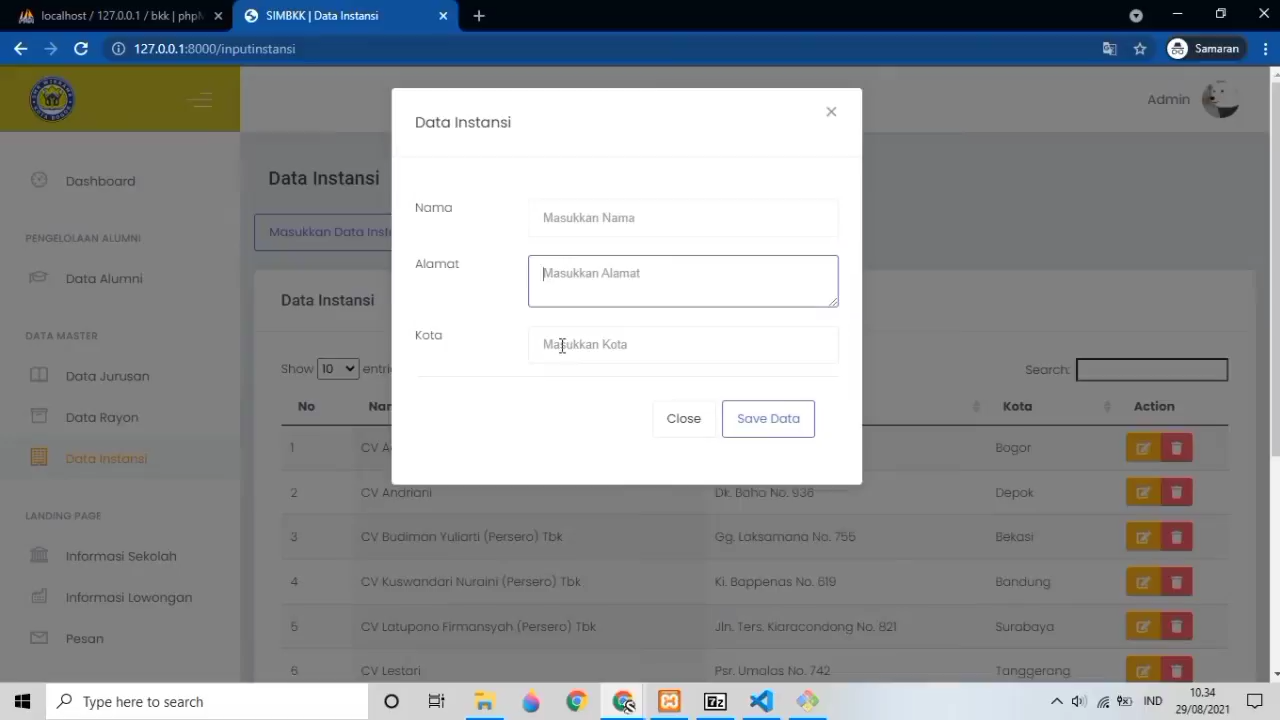 localhost / 127.0.0.1 / bkk | phpM
SIMBKK | Data Instansi
127.0.0.1:8000/inputinstansi
Samaran
Admin
Data Instansi
Dashboard
Data Instansi
Nama
Masukkan Nama
Masukkan Data Insta
PENGELOLAAN ALUMNI
Alamat
Masukkan Alamat
Data Alumni
Data Instansi
DATA MASTER
Kota
Masukkan Kota
Show 10 entri
Search:
Data Jurusan
No
Nar
Kota
Action
Data Rayon
Close
Save Data
1
CV A
Bogor
Data Instansi
2
CV Andriani
Dk. Baha No. 936
Depok
LANDING PAGE
3
CV Budiman Yuliarti (Persero) Tbk
Gg. Laksamana No. 755
Bekasi
Informasi Sekolah
4
CV Kuswandari Nuraini (Persero) Tbk
Ki. Bappenas No. 619
Bandung
Informasi Lowongan
5
CV Latupono Firmansyah (Persero) Tbk
Jln. Ters. Kiaracondong No. 821
Surabaya
Pesan
6
CV Lestari
Psr. Umalas No. 742
Tanggerang
Type here to search
IND
10.34
29/08/2021